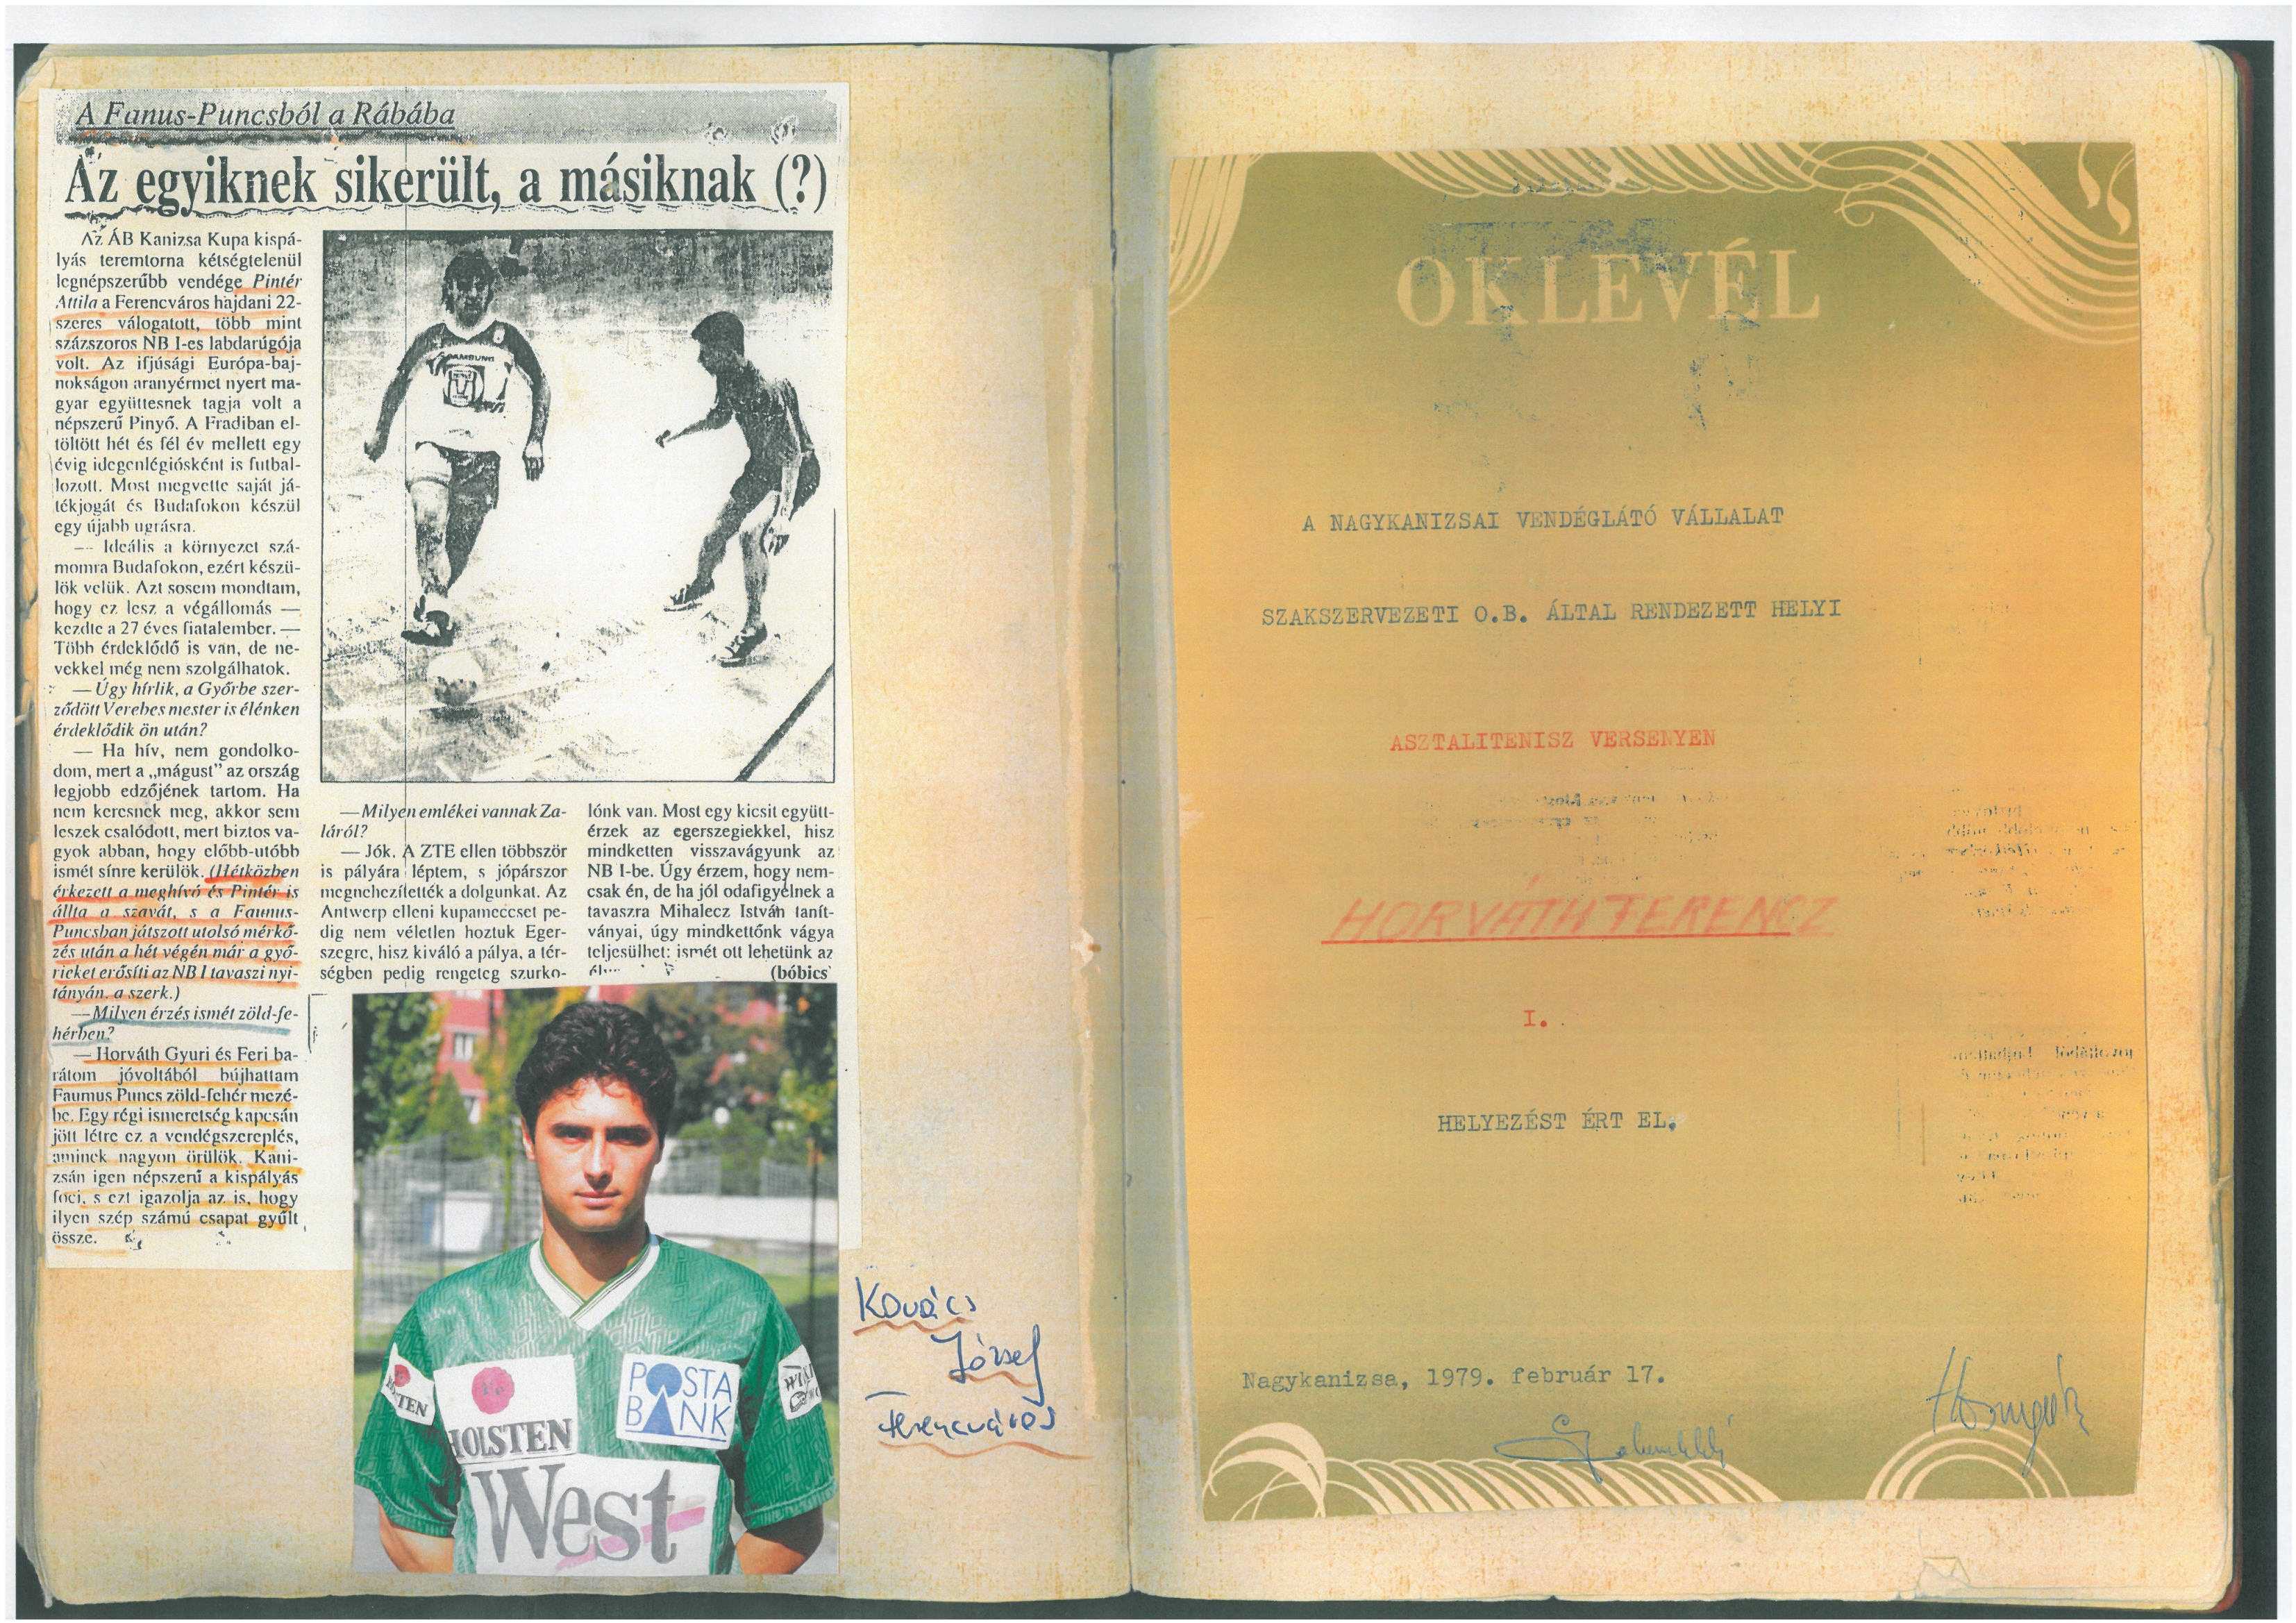 A Fanus-Puncsból a Rábába
Az egyiknek sikerült, a másiknak (?)
Az ÁB Kanizsa Kupa kispá-
lyás teremtorna kétségtelenül
legnépszerűbb vendége Pintér
Attila a Ferencváros hajdani 22-
szeres válogatott, több mint
százszoros NB I-es labdarúgója
volt. Az ifjúsági Európa-baj-
nokságon aranyérmet nyert ma-
gyar együttesnek tagja volt a
népszerű Pinyő. A Fradiban el-
töltött hét és fél év mellett egy
évig idegenlégiósként is futbal-
lozott. Most megvette saját já-
tékjogát és Budafokon készül
egy újabb ugrásra.
— Ideális a környezet szá-
momra Budafokon, ezért készü-
lök velük. Azt sosem mondtam,
hogy ez lesz a végállomás —
kezdte a 27 éves fiatalember. —
Több érdeklődő is van, de ne-
vekkel még nem szolgálhatok.
— Úgy hírlik, a Győrbe szer-
ződött Verebes mester is élénken
érdeklődik ön után?
— Ha hív, nem gondolko-
dom, mert a „mágust” az ország
legjobb edzőjének tartom. Ha
nem keresnek meg, akkor sem
leszek csalódott, mert biztos va-
gyok abban, hogy előbb-utóbb
ismét sínre kerülök. (Hétközben
érkezett a meghívó és Pintér is
állta a szavát, s a Faunus-
Puncsban játszott utolsó mérkő-
zés után a hét végén már a győ-
rieket erősíti az NB I tavaszi nyi-
tányán. a szerk.)
— Milyen érzés ismét zöld-fe-
hérben?
— Horváth Gyuri és Feri ba-
rátom jóvoltából bújhattam
Faumus Puncs zöld-fehér mezé-
be. Egy régi ismeretség kapcsán
jött létre ez a vendégszereplés,
aminek nagyon örülök. Kani-
zsán igen népszerű a kispályás
foci, s ezt igazolja az is, hogy
ilyen szép számú csapat gyűlt
össze.
— Milyen emlékei vannak Za-
láról?
— Jók. A ZTE ellen többször
is pályára léptem, s jópárszor
megnehezítették a dolgunkat. Az
Antwerp elleni kupameccset pe-
dig nem véletlen hoztuk Eger-
szegre, hisz kiváló a pálya, a tér-
ségben pedig rengeteg szurko-
lónk van. Most egy kicsit együtt-
érzek az egerszegiekkel, hisz
mindketten visszavágyunk az
NB I-be. Úgy érzem, hogy nem-
csak én, de ha jól odafigyelnek a
tavaszra Mihalecz István tanít-
ványai, úgy mindkettőnk vágya
teljesülhet: ismét ott lehetünk az
(bóbics
SAMBUNG
HOLSTEN
POSTA
BANK
West
Kovács
József
Ferencváros
OKLEVÉL
A NAGYKANIZSAI VENDÉGLÁTÓ VÁLLALAT
SZAKSZERVEZETI O.B. ÁLTAL RENDEZETT HELYI
ASZTALITENISZ VERSENYEN
HORVÁTH TERENCZ
I.
HELYEZÉST ÉRT EL.
Nagykanizsa, 1979. február 17.